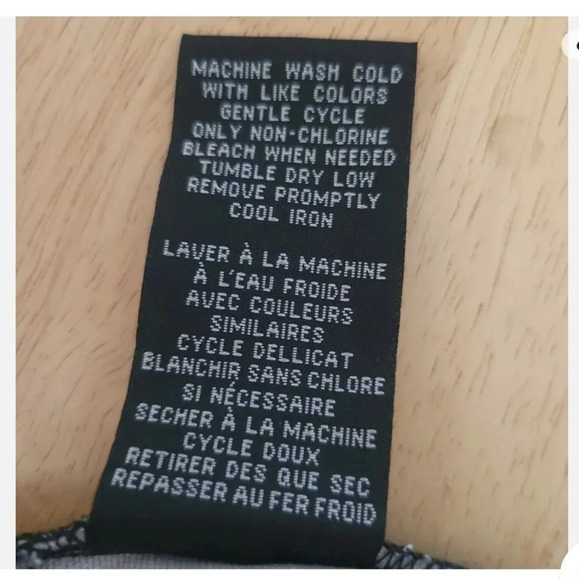 MACHINE WASH COLD
WITH LIKE COLORS
GENTLE CYCLE
ONLY NON-CHLORINE
BLEACH WHEN NEEDED
TUMBLE DRY LOW
REMOVE PROMPTLY
COOL IRON
LAVER À LA MACHINE
À L'EAU FROIDE
AVEC COULEURS
SIMILAIRES
CYCLE DELLICAT
BLANCHIR SANS CHLORE
SI NÉCESSAIRE
SECHER À LA MACHINE
CYCLE DOUX
RETIRER DES QUE SEC
REPASSER AU FER FROID